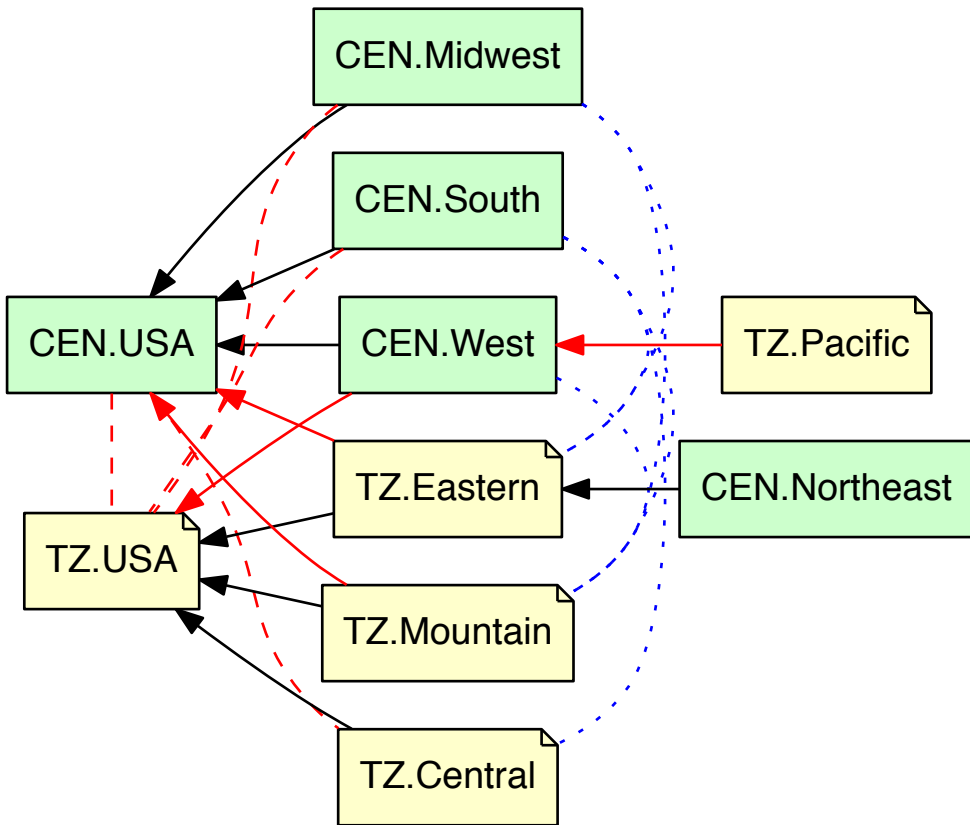 CEN.Midwest
CEN.South
CEN.USA
CEN.West
TZ.Pacific
TZ.Eastern
CEN.Northeast
TZ.USA
TZ.Mountain
TZ.Central